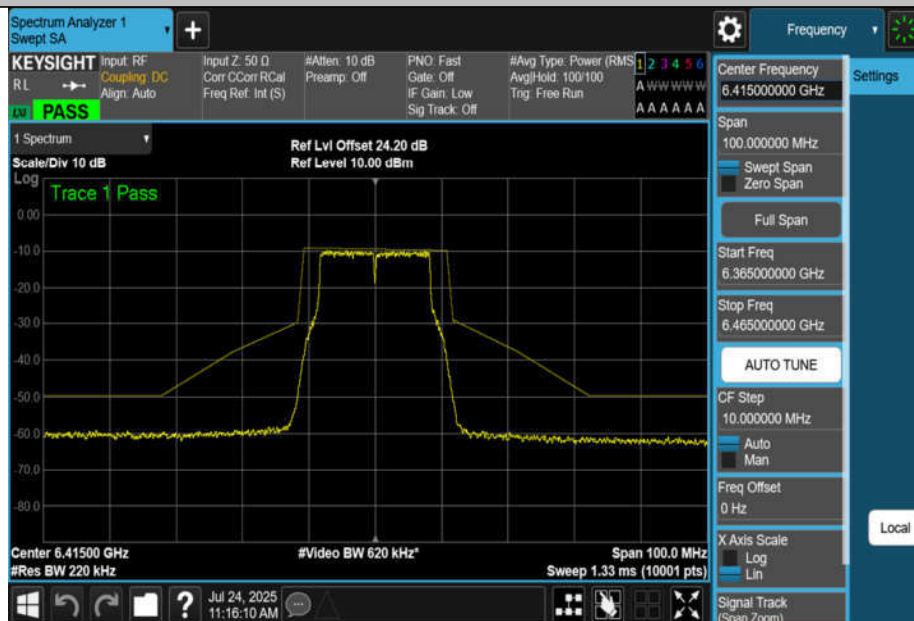 Spectrum Analyzer 1
Swept SA
Frequency
KEYSIGHT
RL
PASS
Input: RF
Coupling: DC
Align: Auto
Input Z: 50 Ω
Corr CCorr RCal
Freq Ref: Int (S)
#Atten: 10 dB
Preamp: Off
PNO: Fast
Gate: Off
IF Gain: Low
Sig Track: Off
#Avg Type: Power (RMS
Avg|Hold: 100/100
Trig: Free Run
1 2 3 4 5 6
A W W W W W
A A A A A A
1 Spectrum
Scale/Div 10 dB
Ref Lvl Offset 24.20 dB
Ref Level 10.00 dBm
Log
Trace 1 Pass
0.00
-10.0
-20.0
-30.0
-40.0
-50.0
-60.0
-70.0
-80.0
Center 6.41500 GHz
#Res BW 220 kHz
#Video BW 620 kHz*
Span 100.0 MHz
Sweep 1.33 ms (10001 pts)
Jul 24, 2025
11:16:10 AM
Center Frequency
6.415000000 GHz
Span
100.000000 MHz
Swept Span
Zero Span
Full Span
Start Freq
6.365000000 GHz
Stop Freq
6.465000000 GHz
AUTO TUNE
CF Step
10.000000 MHz
Auto
Man
Freq Offset
0 Hz
X Axis Scale
Log
Lin
Signal Track
(Span Zoom)
Settings
Local